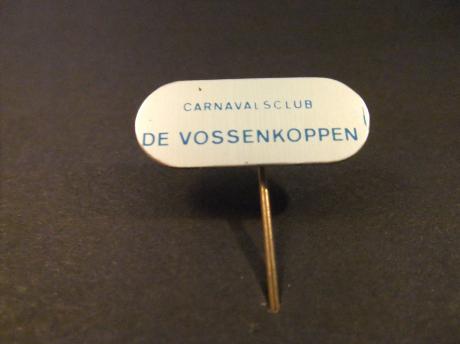 CARNAVALSCLUB
DE VOSSENKOPPEN